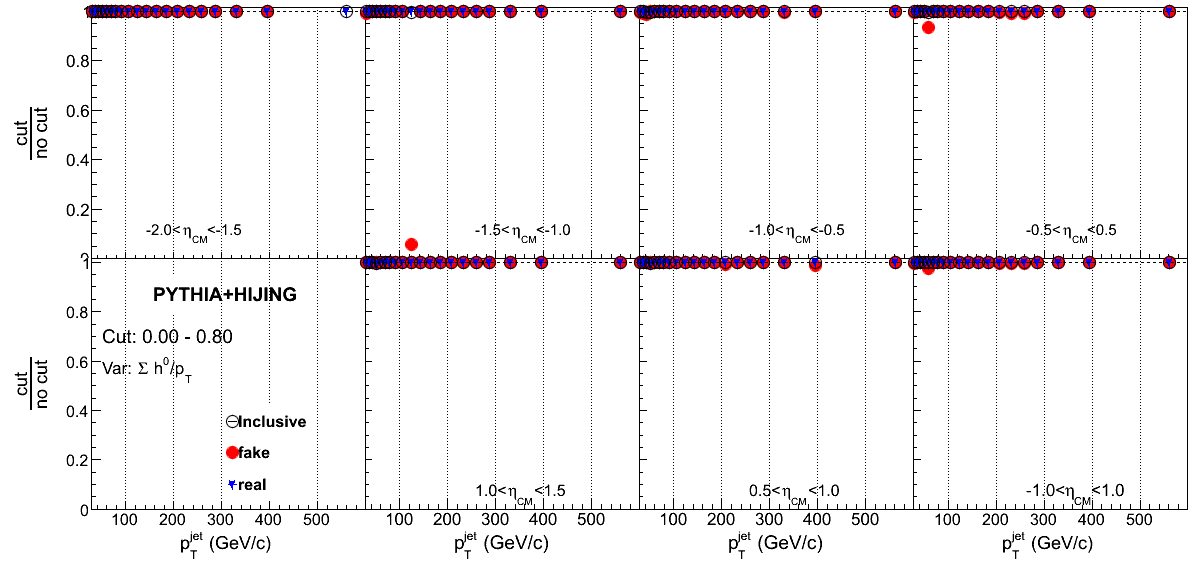 1
0.8
0.6
0.4
0.2
cut
no cut
-2.0<η_CM<-1.5
-1.5<η_CM<-1.0
-1.0<η_CM<-0.5
-0.5<η_CM<0.5
1
0.8
0.6
0.4
0.2
0
cut
no cut
PYTHIA+HIJING
Cut: 0.00 - 0.80
Var: Σ h^0/p_T
Inclusive
fake
real
1.0<η_CM<1.5
0.5<η_CM<1.0
-1.0<η_CM<1.0
100 200 300 400 500 100 200 300 400 500 100 200 300 400 500 100 200 300 400 500
p_T^jet (GeV/c) p_T^jet (GeV/c) p_T^jet (GeV/c) p_T^jet (GeV/c)